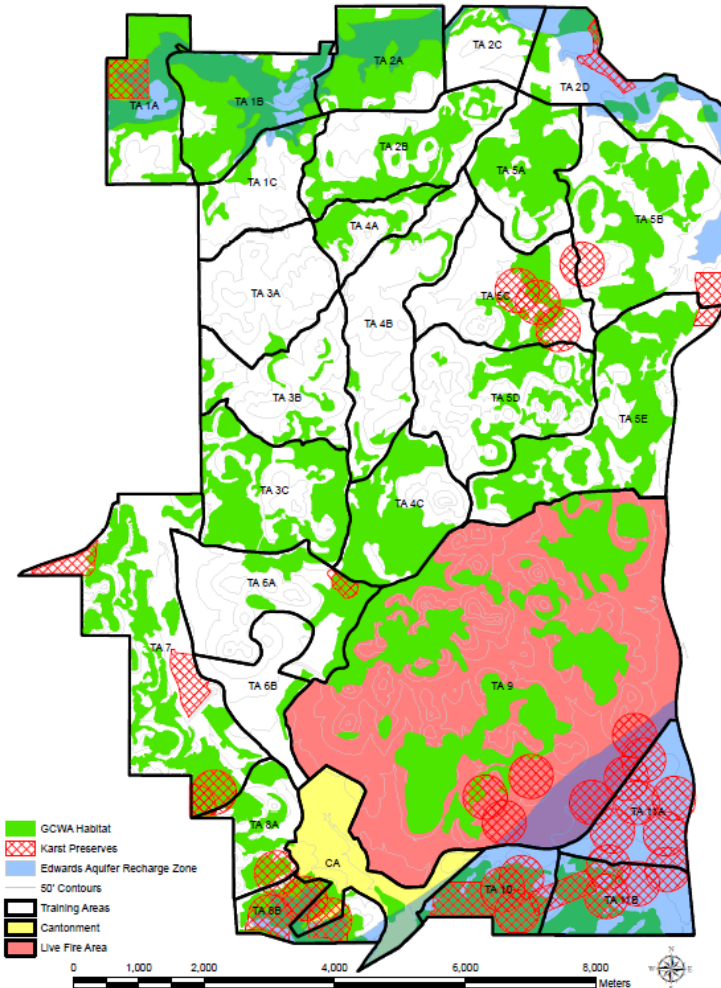 TA 2C
TA 2A
TA 2D
TA 1A
TA 1B
TA 2B
TA 5A
TA 1C
TA 5B
TA 4A
TA 3A
TA 5C
TA 4B
TA 3B
TA 5D
TA 5E
TA 3C
TA 4C
TA 6A
TA 7
TA 6B
TA 9
TA 11A
TA 8A
CA
TA 10
TA 11B
TA 8B
GCWA Habitat
Karst Preserves
Edwards Aquifer Recharge Zone
50' Contours
Training Areas
Cantonment
Live Fire Area
0 1,000 2,000 4,000 6,000 8,000
Meters
N
W E
S